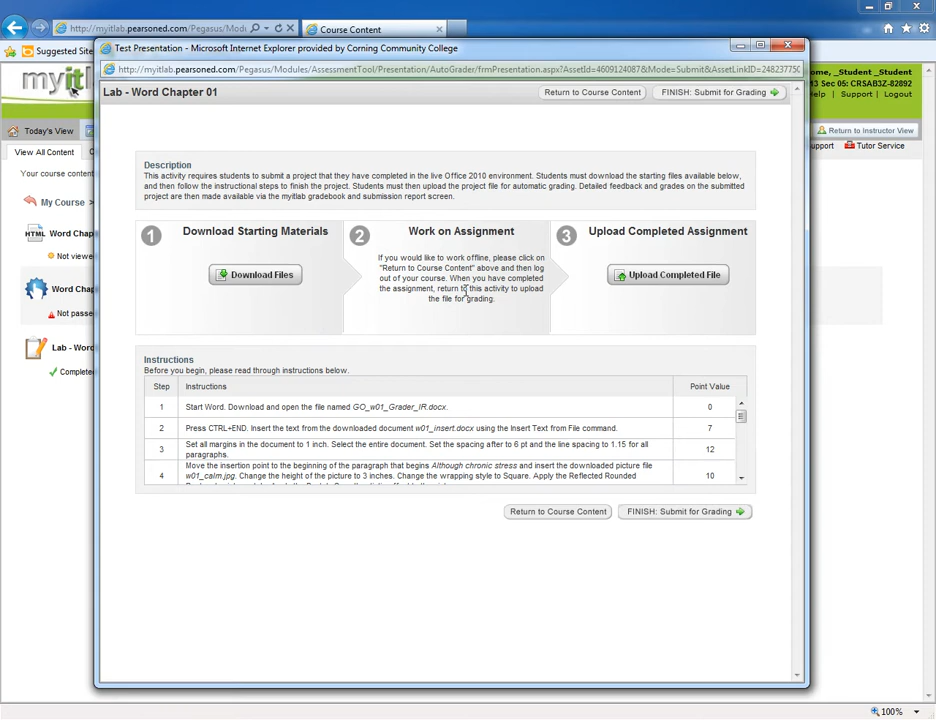 http://myitlab.pearsoned.com/Pegasus/Modu
Course Content
Suggested Site
Test Presentation - Microsoft Internet Explorer provided by Corning Community College
http://myitlab.pearsoned.com/Pegasus/Modules/AssessmentTool/Presentation/AutoGrader/frmPresentation.aspx?AssetId=4609124087&Mode=Submit&AssetLinkID=248237750
Lab - Word Chapter 01
Return to Course Content
FINISH: Submit for Grading
ome, _Student _Student
13 Sec 05: CRSAB3Z-82892
Help | Support | Logout
Today's View
Return to Instructor View
View All Content
support
Tutor Service
Your course conten
My Course >
HTML Word Chap
Not viewe
Word Chap
Not passe
Lab - Word
Complete
Description
This activity requires students to submit a project that they have completed in the live Office 2010 environment. Students must download the starting files available below,
and then follow the instructional steps to finish the project. Students must then upload the project file for automatic grading. Detailed feedback and grades on the submitted
project are then made available via the myitlab gradebook and submission report screen.
1 Download Starting Materials
Download Files
2 Work on Assignment
If you would like to work offline, please click on
"Return to Course Content" above and then log
out of your course. When you have completed
the assignment, return to this activity to upload
the file for grading.
3 Upload Completed Assignment
Upload Completed File
Instructions
Before you begin, please read through instructions below.
Step Instructions Point Value
1 Start Word. Download and open the file named GO_w01_Grader_IR.docx. 0
2 Press CTRL+END. Insert the text from the downloaded document w01_insert.docx using the Insert Text from File command. 7
3 Set all margins in the document to 1 inch. Select the entire document. Set the spacing after to 6 pt and the line spacing to 1.15 for all
paragraphs. 12
4 Move the insertion point to the beginning of the paragraph that begins Although chronic stress and insert the downloaded picture file
w01_calm.jpg. Change the height of the picture to 3 inches. Change the wrapping style to Square. Apply the Reflected Rounded 10
Return to Course Content
FINISH: Submit for Grading
100%